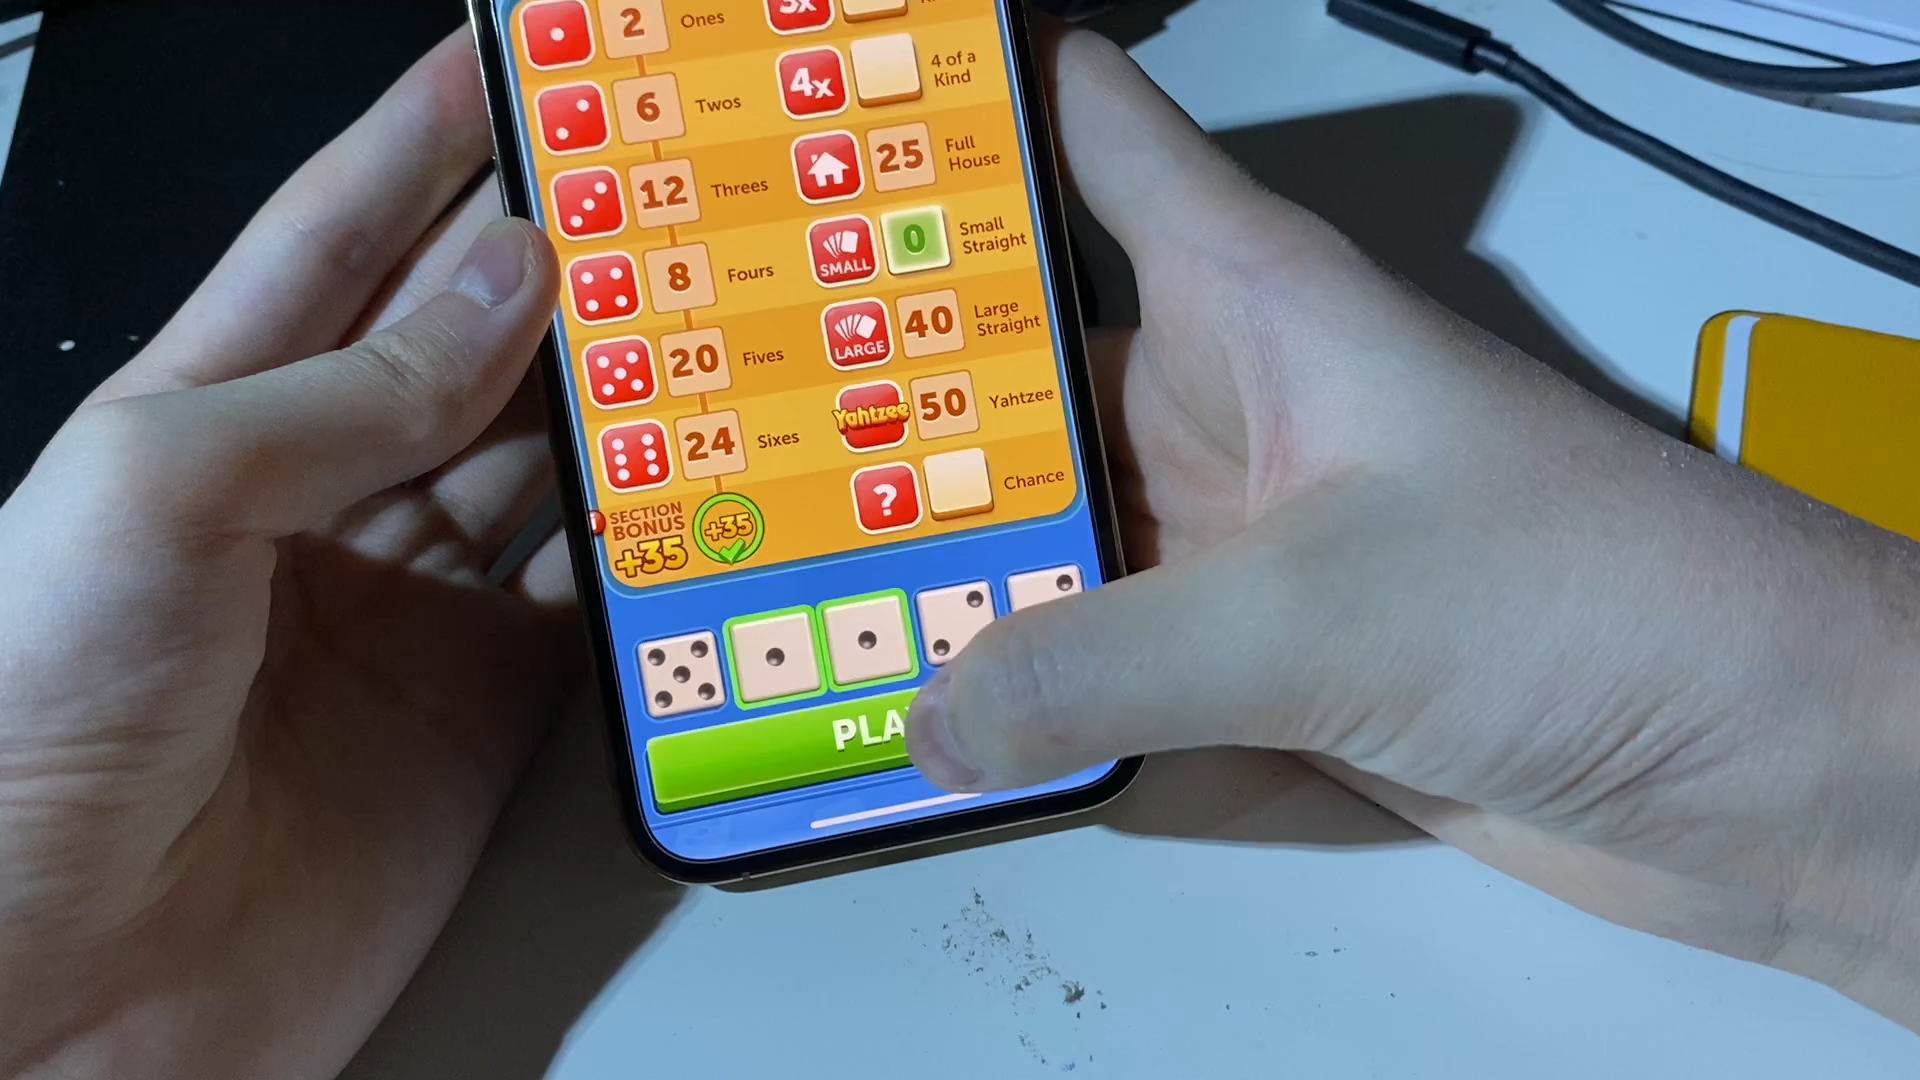 2 Ones 3x
6 Twos 4x 4 of a
Kind
12 Threes 25 Full
House
8 Fours SMALL 0 Small
Straight
20 Fives LARGE 40 Large
Straight
24 Sixes Yahtzee 50 Yahtzee
? Chance
SECTION
BONUS
+35 +35